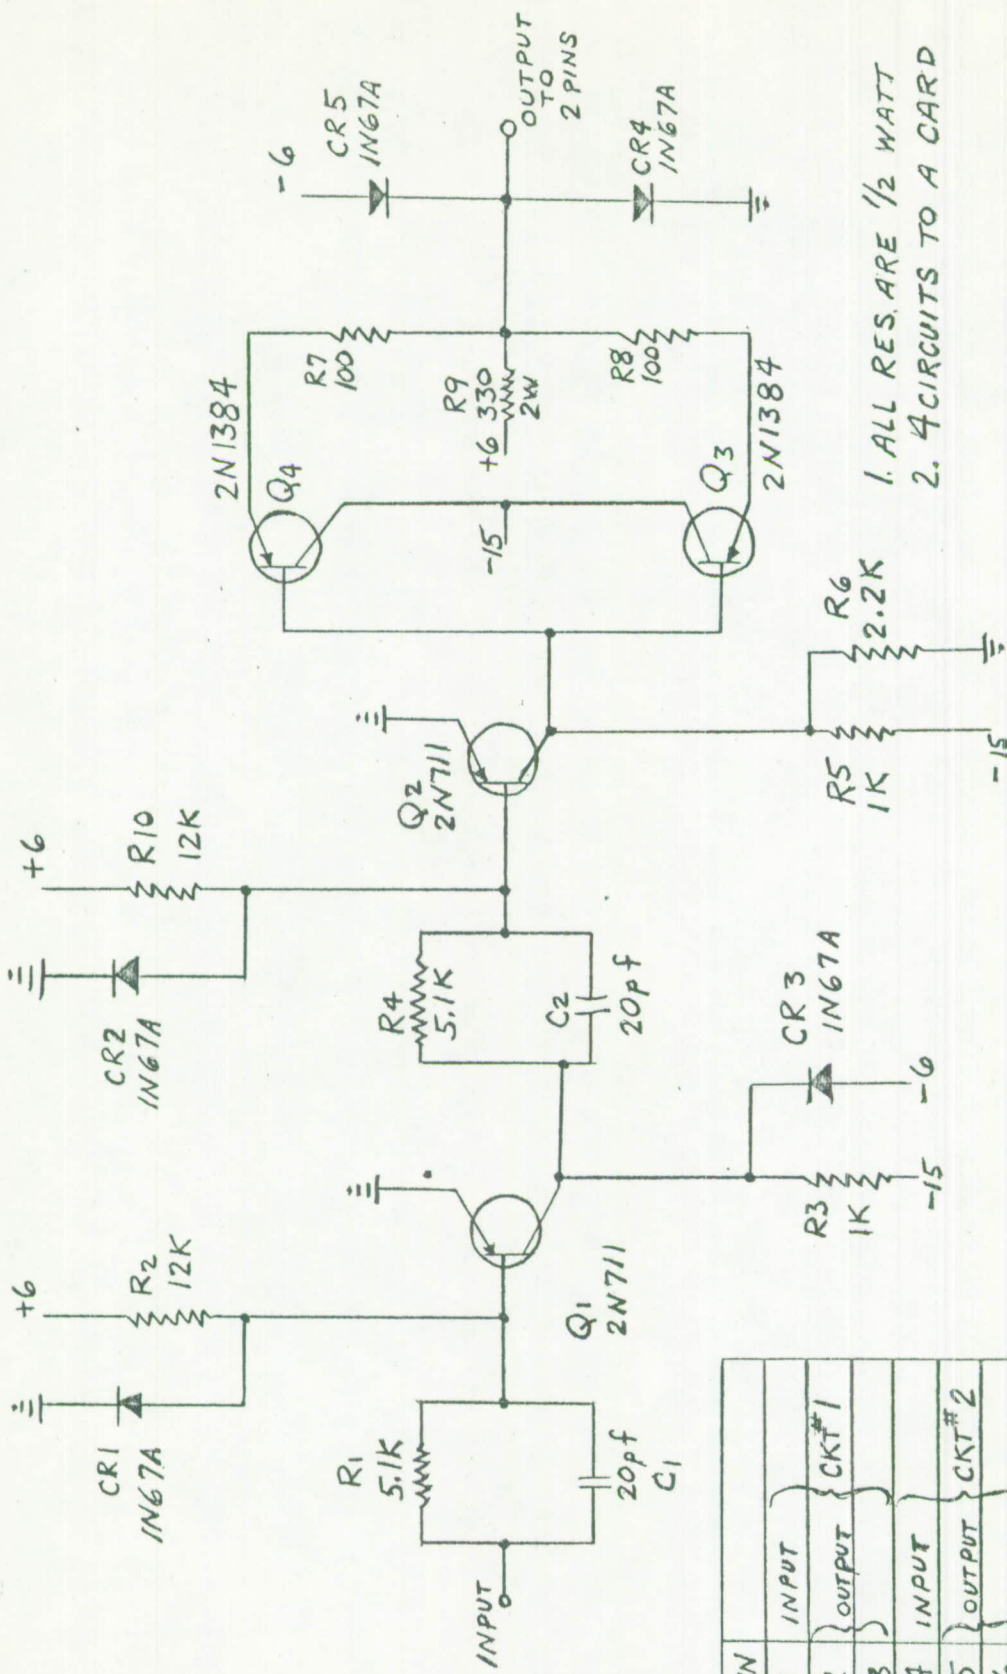 +6
+6
-6
CR1
1N67A
R2
12K
CR2
1N67A
R10
12K
CR5
1N67A
2N1384
Q4
R7
100
OUTPUT
TO
2 PINS
R1
5.1K
R4
5.1K
R9
330
2W
+6
-15
INPUT
20pf
C1
C2
20pf
Q1
2N711
Q2
2N711
R8
100
Q3
2N1384
CR4
1N67A
R3
1K
-15
CR3
1N67A
-6
R5
1K
-15
R6
2.2K
1. ALL RES. ARE 1/2 WATT
2. 4 CIRCUITS TO A CARD
INPUT
OUTPUT
CKT #1
3
INPUT
OUTPUT
CKT #2